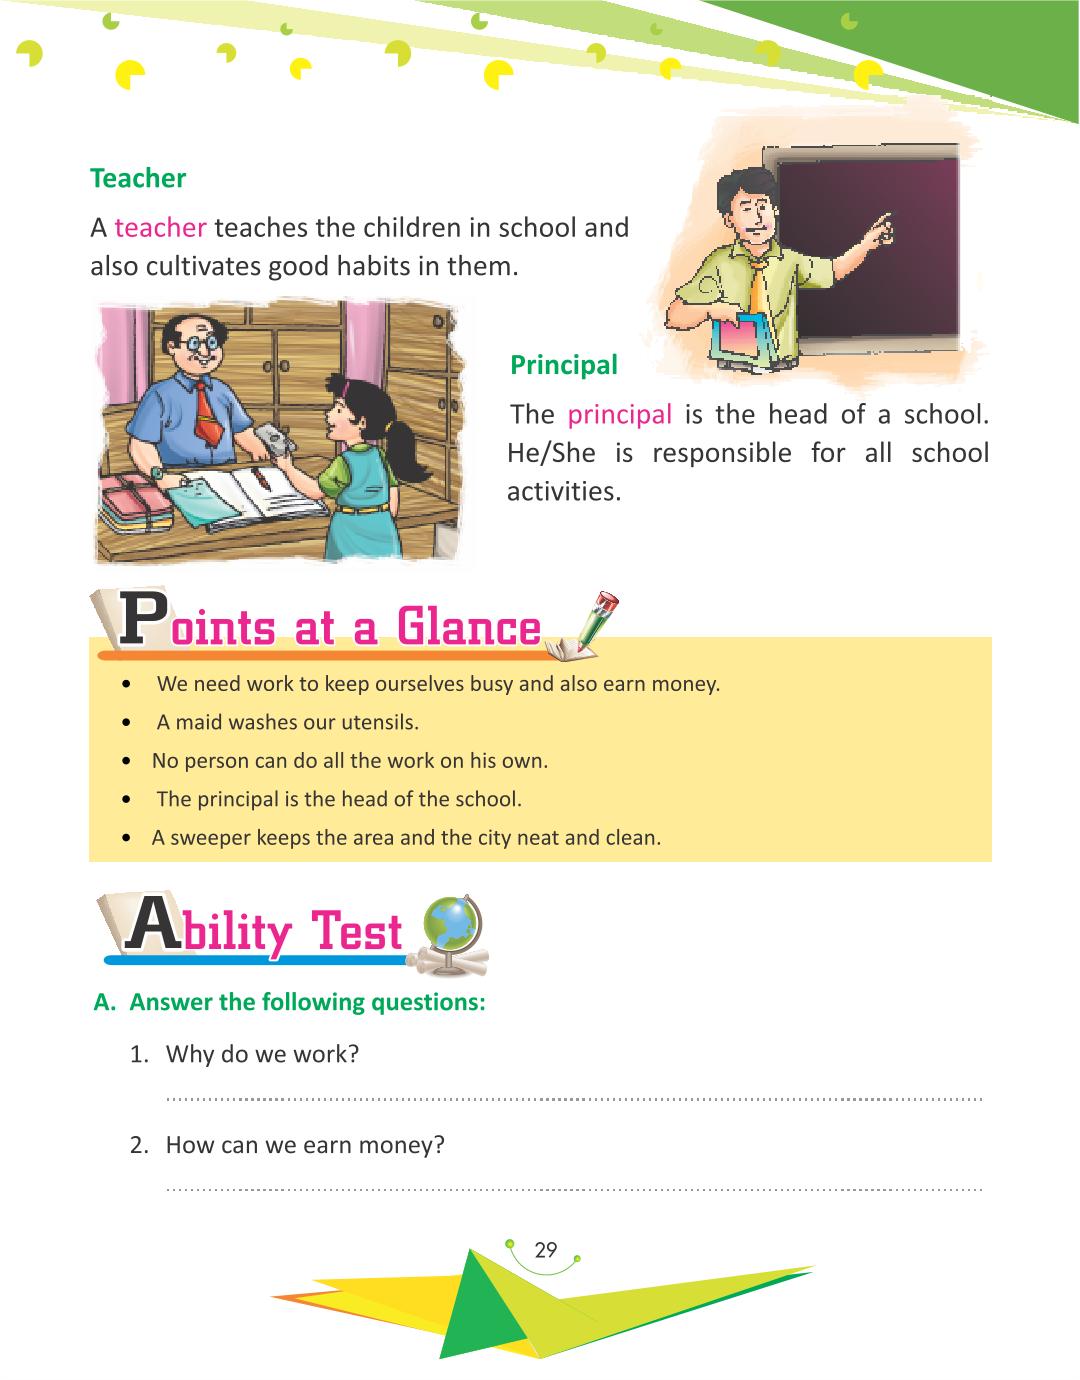 Teacher
A teacher teaches the children in school and
also cultivates good habits in them.
Principal
The principal is the head of a school.
He/She is responsible for all school
activities.
Points at a Glance
• We need work to keep ourselves busy and also earn money.
• A maid washes our utensils.
• No person can do all the work on his own.
• The principal is the head of the school.
• A sweeper keeps the area and the city neat and clean.
Ability Test
A. Answer the following questions:
1. Why do we work?
2. How can we earn money?
29